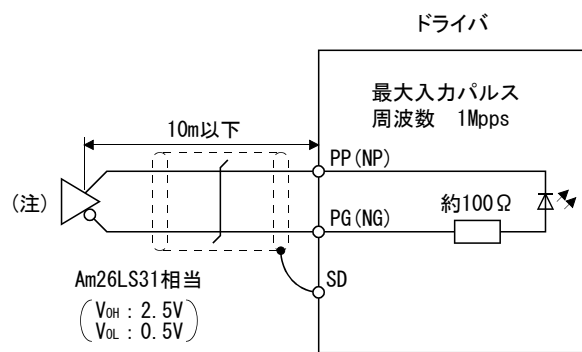 ドライバ
最大入力パルス
周波数 1Mpps
10m以下
PP(NP)
(注)
約100Ω
PG(NG)
SD
Am26LS31相当
VOH : 2.5V
VOL : 0.5V